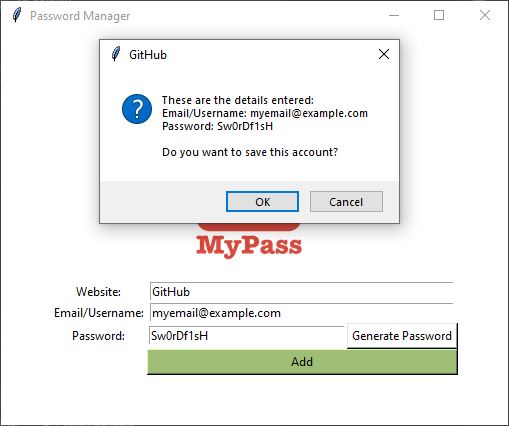 Password Manager
GitHub
These are the details entered:
Email/Username: myemail@example.com
Password: Sw0rDf1sH
Do you want to save this account?
OK
Cancel
MyPass
Website:
GitHub
Email/Username:
myemail@example.com
Password:
Sw0rDf1sH
Generate Password
Add